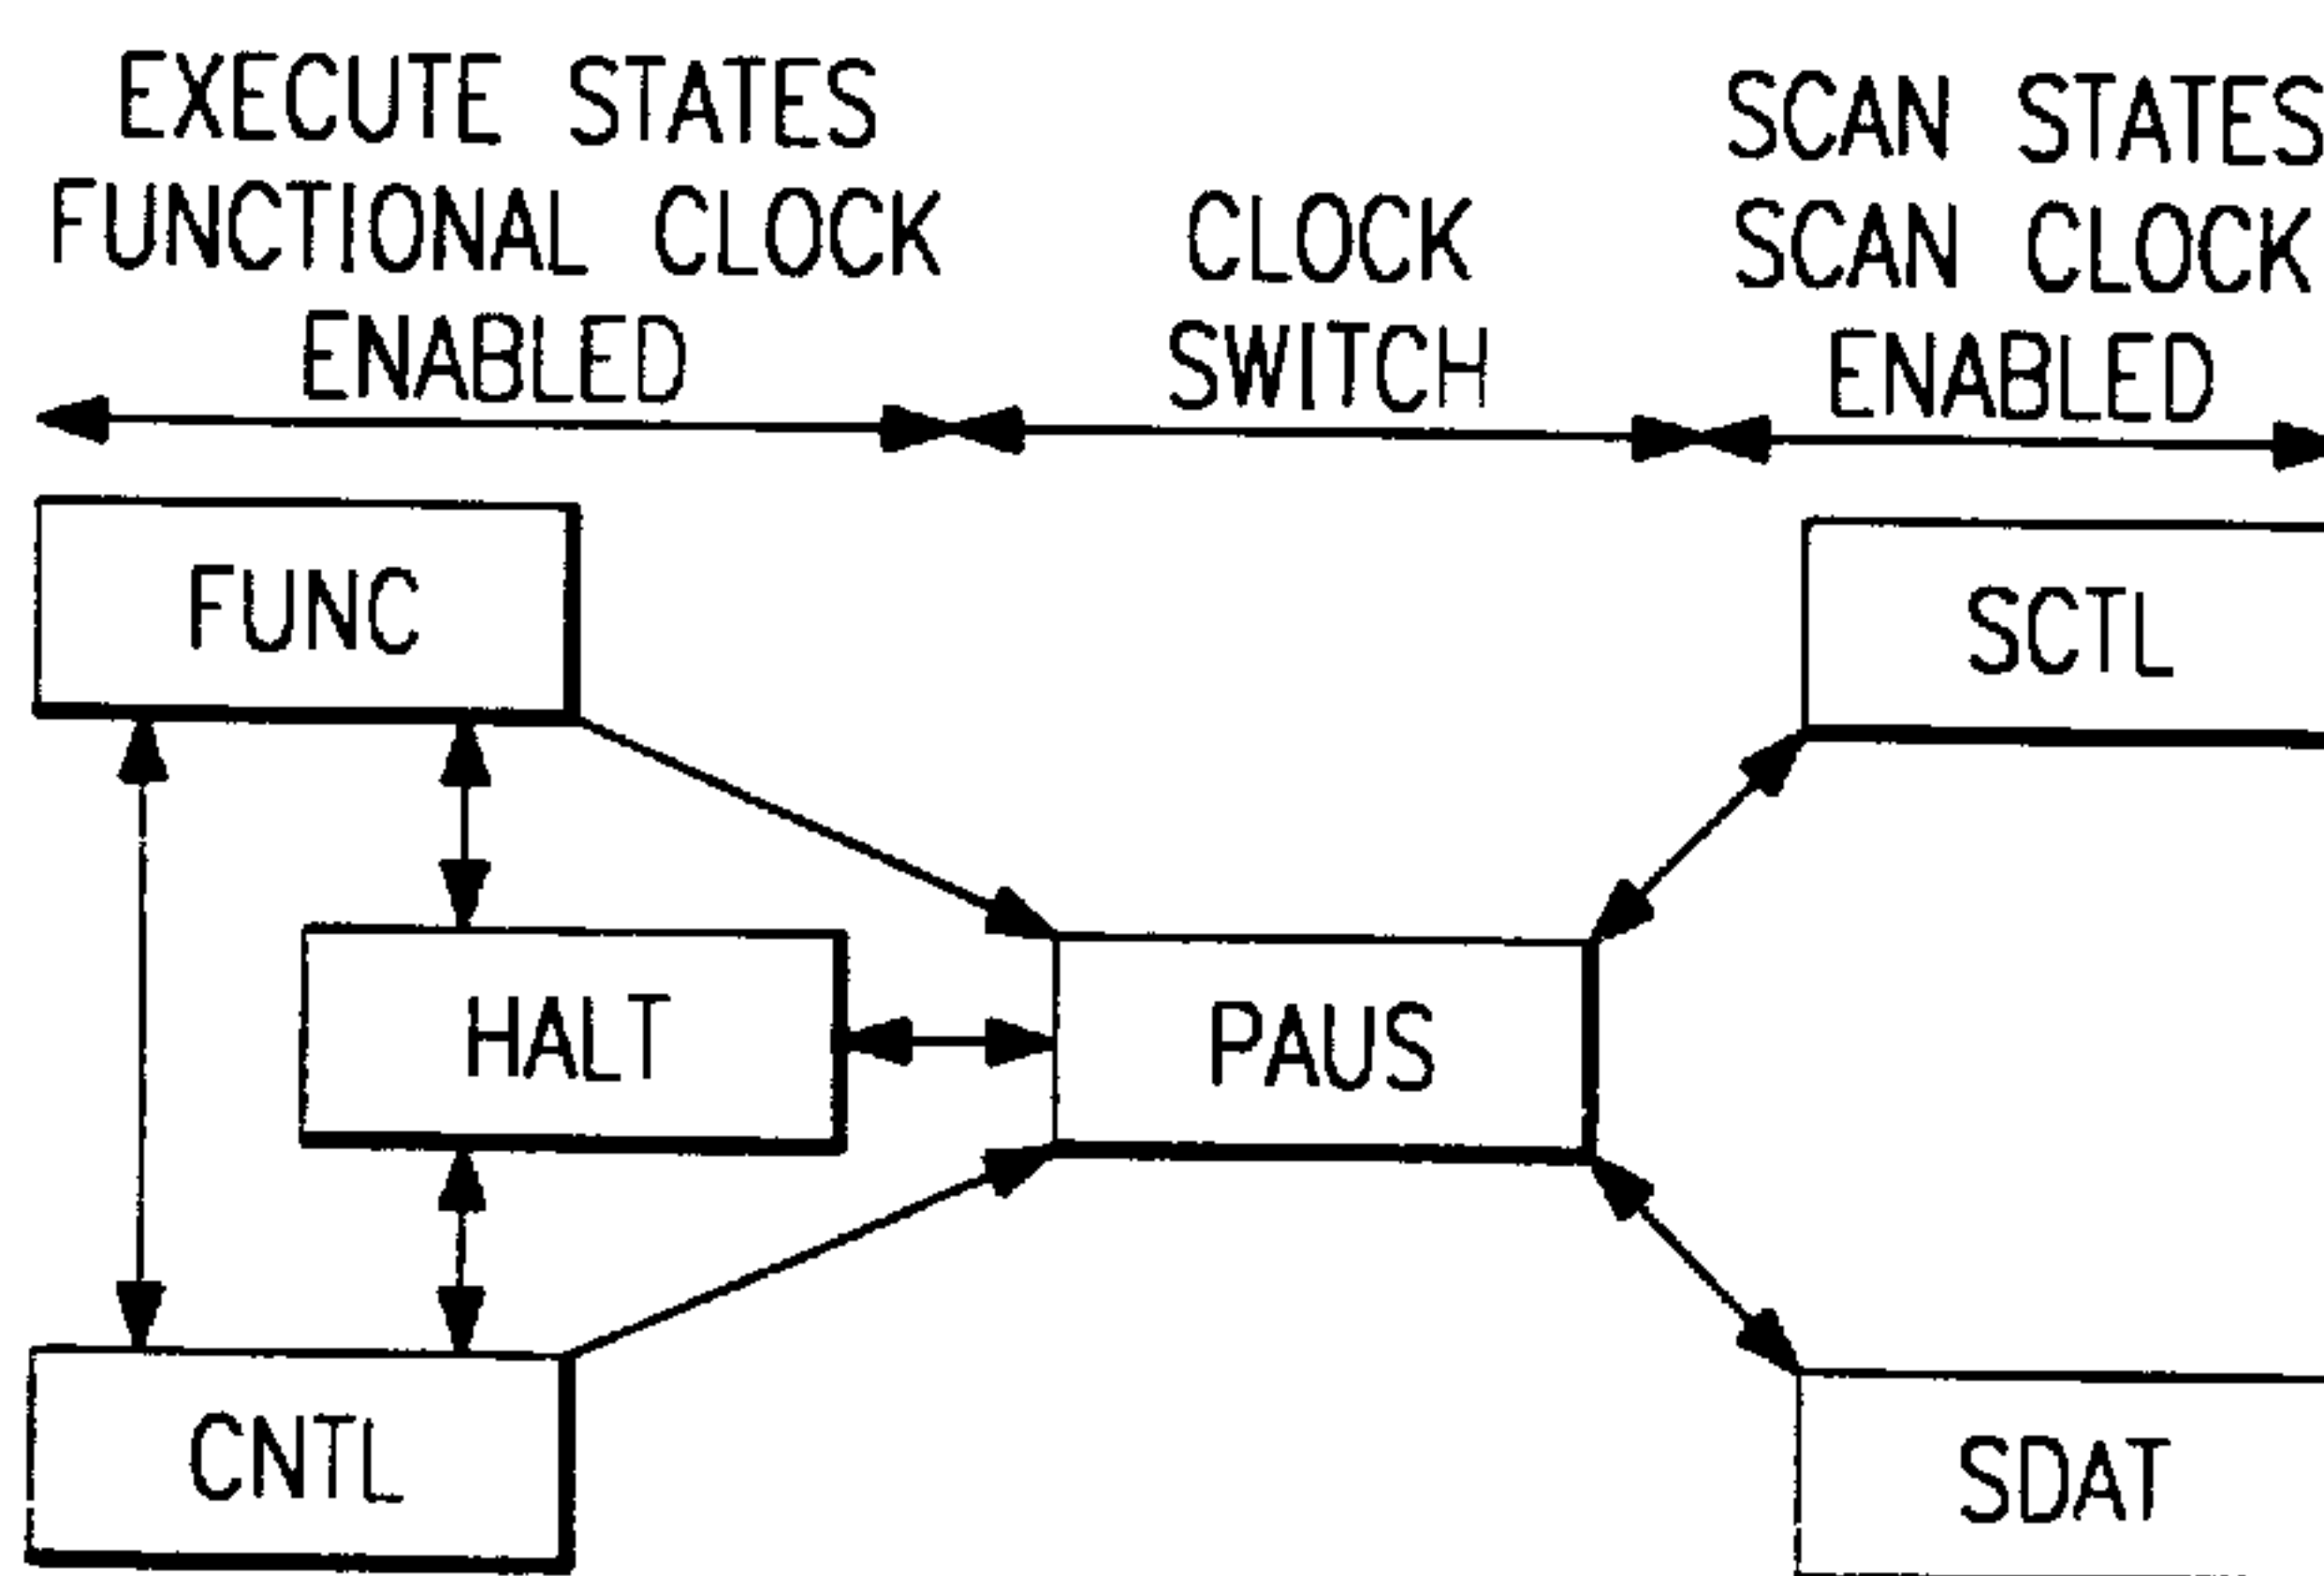 EXECUTE STATES
FUNCTIONAL CLOCK
ENABLED
CLOCK
SWITCH
SCAN STATES
SCAN CLOCK
ENABLED
FUNC
SCTL
HALT
PAUS
CNTL
SDAT